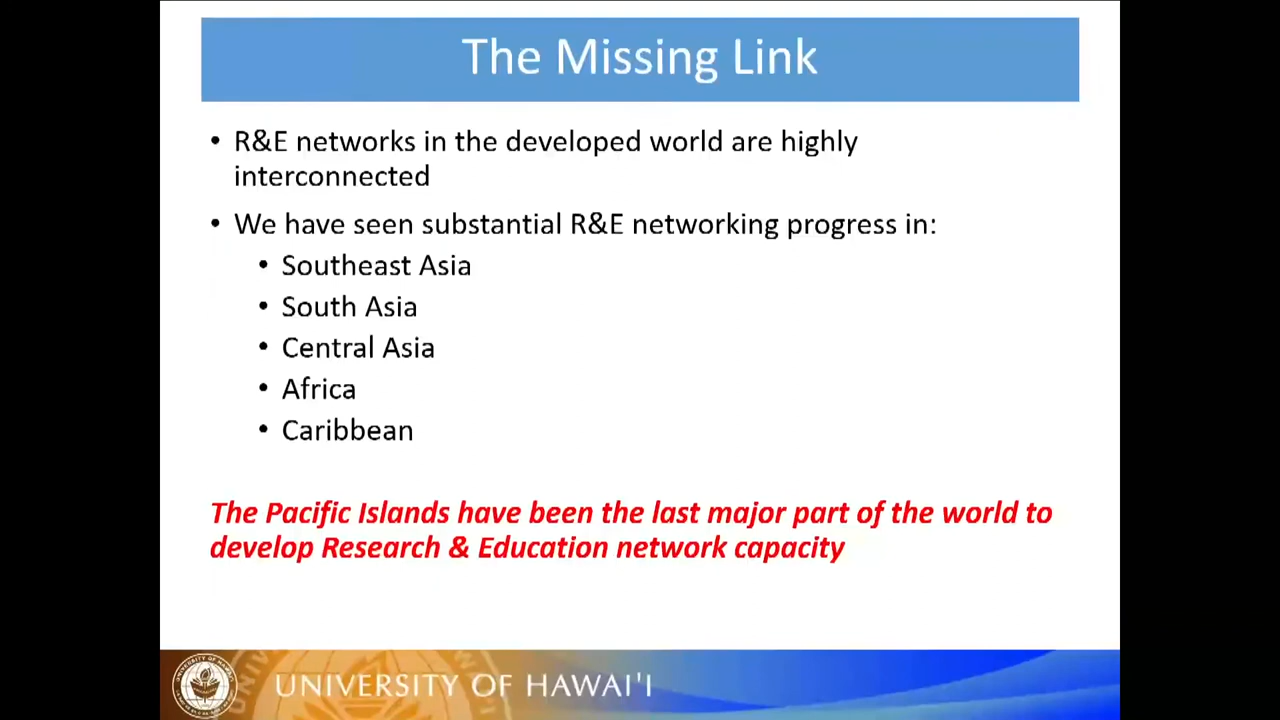 The Missing Link
• R&E networks in the developed world are highly
interconnected
• We have seen substantial R&E networking progress in:
• Southeast Asia
• South Asia
• Central Asia
• Africa
• Caribbean
The Pacific Islands have been the last major part of the world to
develop Research & Education network capacity
UNIVERSITY OF HAWAI'I